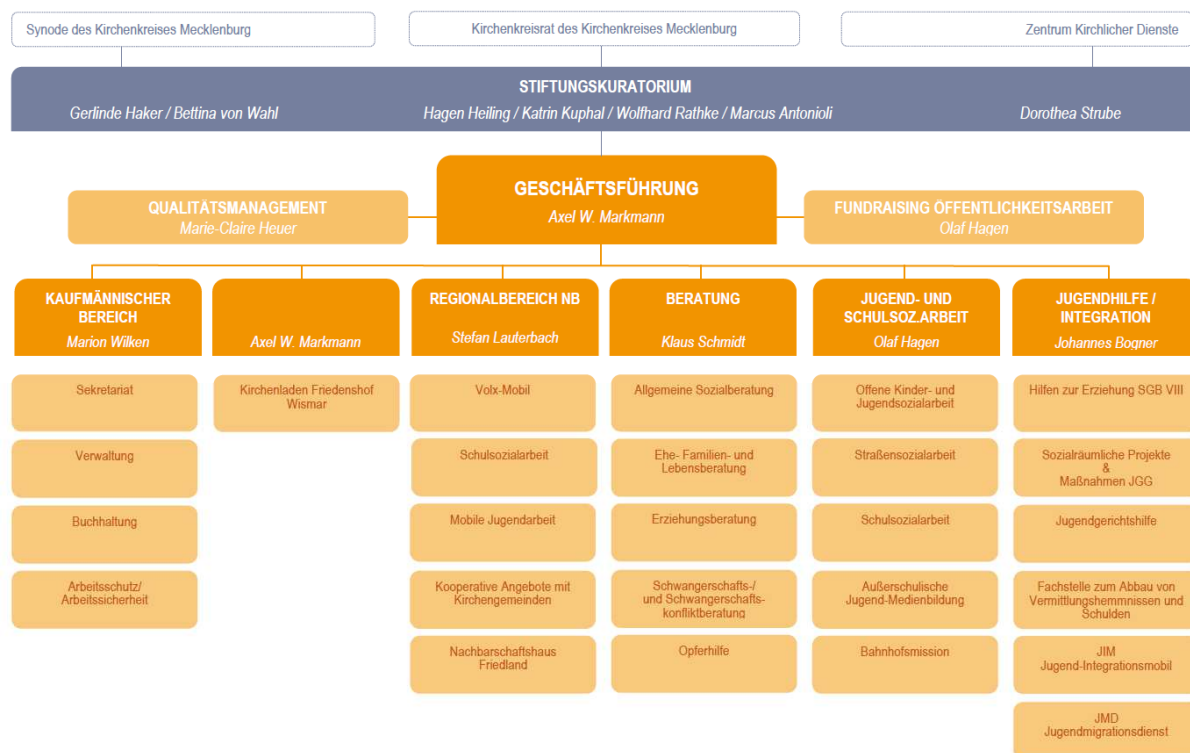 Synode des Kirchenkreises Mecklenburg
Kirchenkreisrat des Kirchenkreises Mecklenburg
Zentrum Kirchlicher Dienste
STIFTUNGSKURATORIUM
Gerlinde Haker / Bettina von Wahl
Hagen Heiling / Katrin Kuphal / Wolfhard Rathke / Marcus Antonioli
Dorothea Strube
GESCHÄFTSFÜHRUNG
Axel W. Markmann
QUALITÄTSMANAGEMENT
Marie-Claire Heuer
FUNDRAISING ÖFFENTLICHKEITSARBEIT
Olaf Hagen
KAUFMÄNNISCHER
BEREICH
Marion Wilken
Sekretariat
Verwaltung
Buchhaltung
Arbeitsschutz/
Arbeitssicherheit
Axel W. Markmann
Kirchenladen Friedenshof
Wismar
REGIONALBEREICH NB
Stefan Lauterbach
Volx-Mobil
Schulsozialarbeit
Mobile Jugendarbeit
Kooperative Angebote mit
Kirchengemeinden
Nachbarschaftshaus
Friedland
BERATUNG
Klaus Schmidt
Allgemeine Sozialberatung
Ehe- Familien- und
Lebensberatung
Erziehungsberatung
Schwangerschafts-/
und Schwangerschafts-
konfliktberatung
Opferhilfe
JUGEND- UND
SCHULSOZ.ARBEIT
Olaf Hagen
Offene Kinder- und
Jugendsozialarbeit
Straßensozialarbeit
Schulsozialarbeit
Außerschulische
Jugend-Medienbildung
Bahnhofsmission
JUGENDHILFE /
INTEGRATION
Johannes Bogner
Hilfen zur Erziehung SGB VIII
Sozialräumliche Projekte
&
Maßnahmen JGG
Jugendgerichtshilfe
Fachstelle zum Abbau von
Vermittlungshemmnissen und
Schulden
JIM
Jugend-Integrationsmobil
JMD
Jugendmigrationsdienst